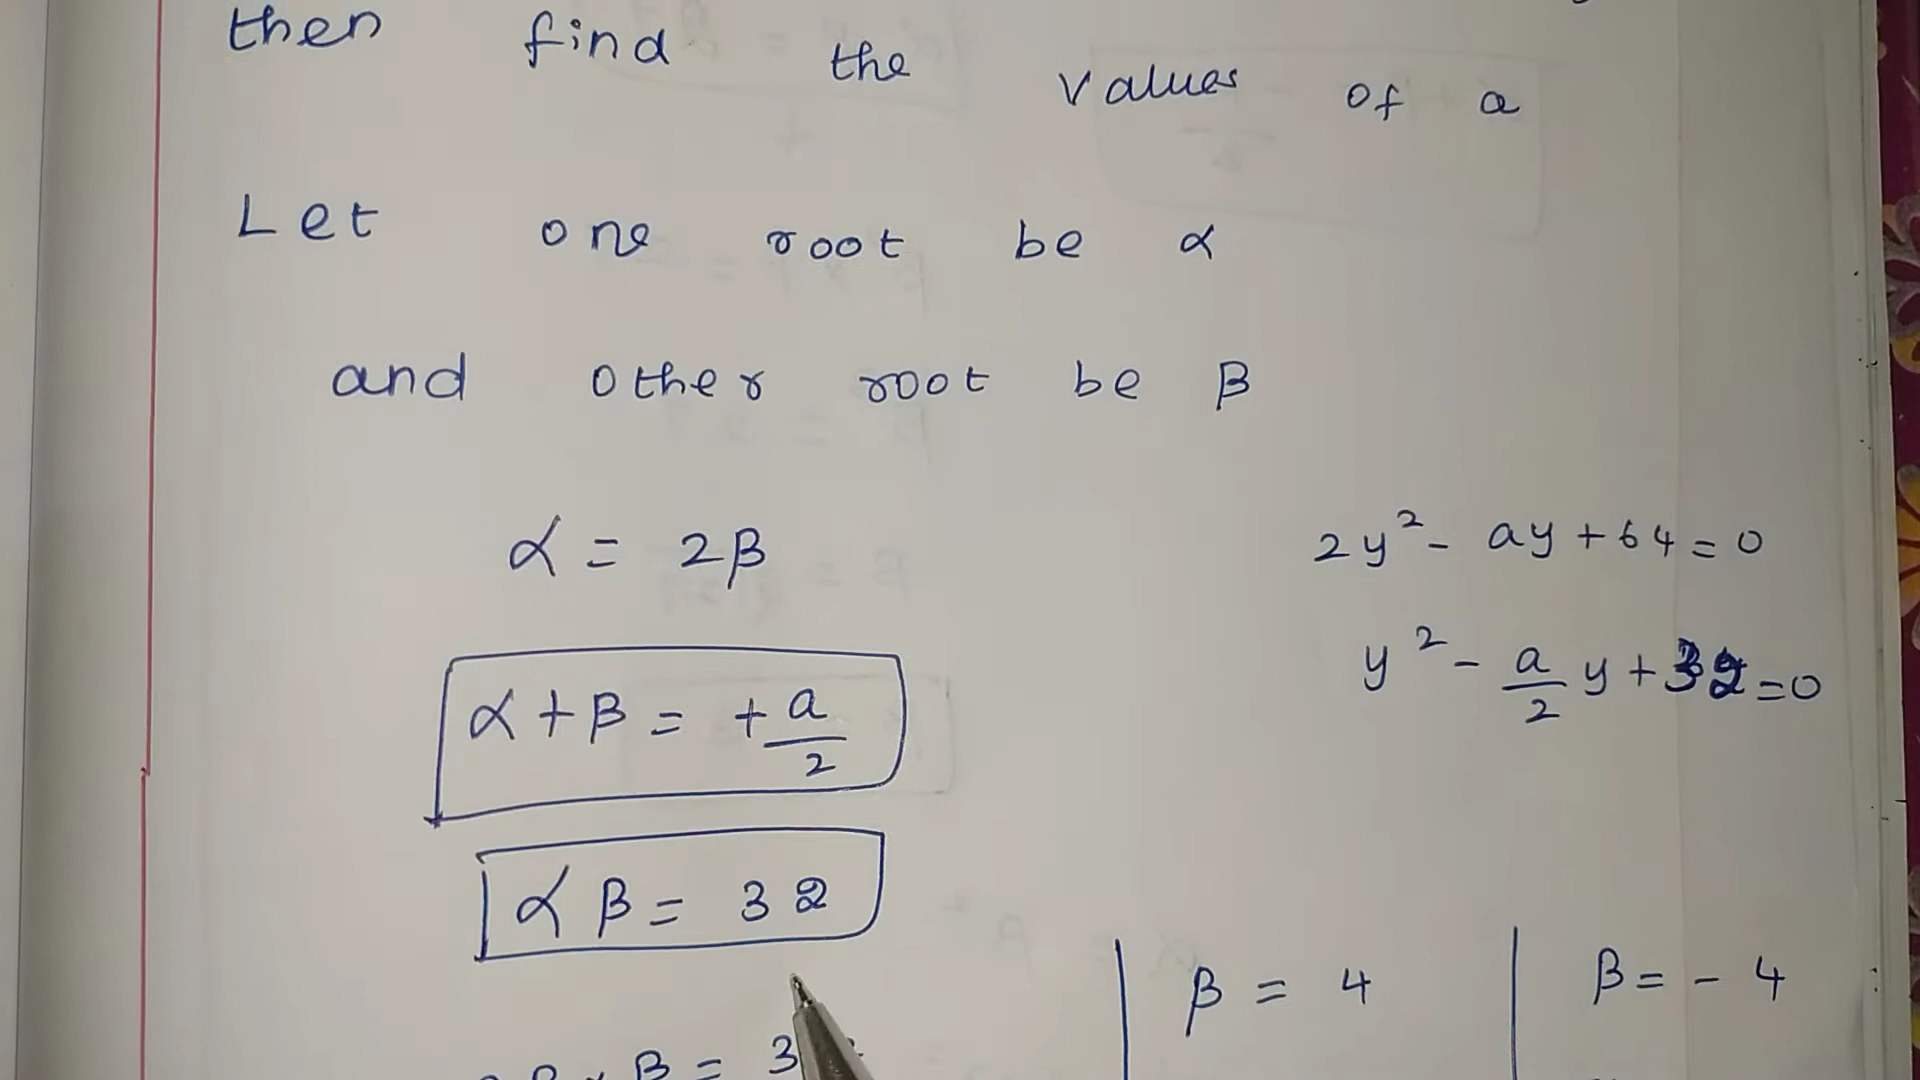 then find the values of a
Let one root be α
and other root be β
α = 2β
2y² - ay + 64 = 0
y² - a/2 y + 32 = 0
α + β = + a/2
α β = 32
β = 4
β = - 4
β = 3